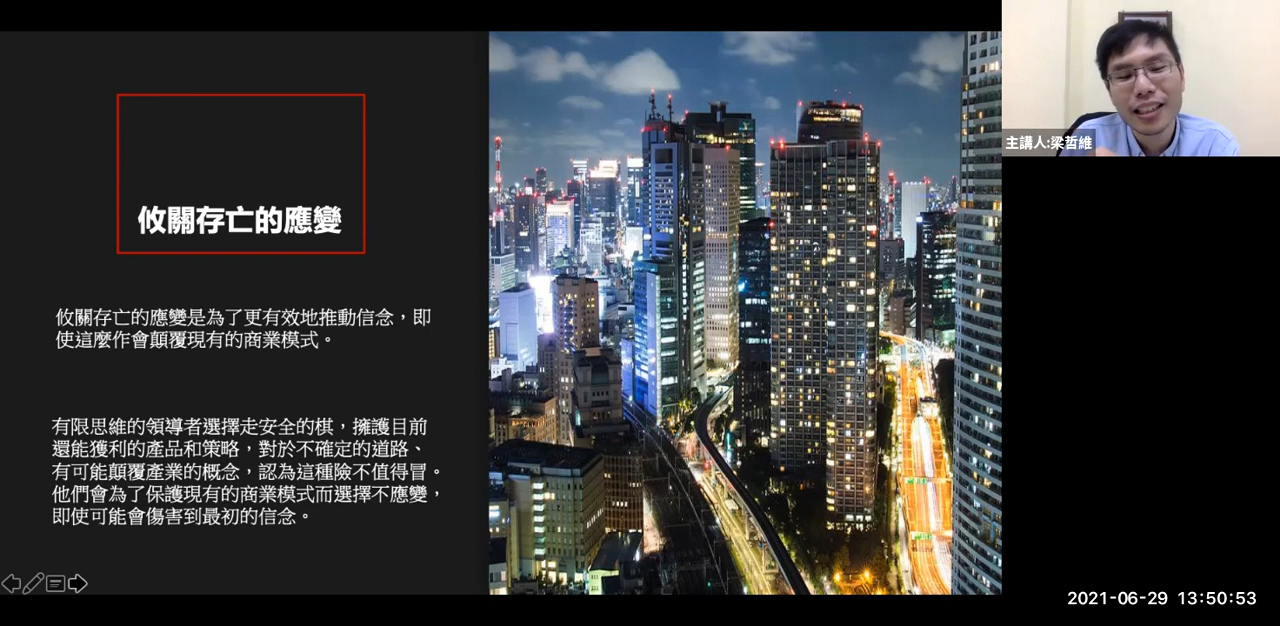 攸關存亡的應變
攸關存亡的應變是為了更有效地推動信念，即
使這麼作會顛覆現有的商業模式。
有限思維的領導者選擇走安全的棋，擁護目前
還能獲利的產品和策略，對於不確定的道路、
有可能顛覆產業的概念，認為這種險不值得冒。
他們會為了保護現有的商業模式而選擇不應變，
即使可能會傷害到最初的信念。
主講人:梁哲維
2021-06-29 13:50:53